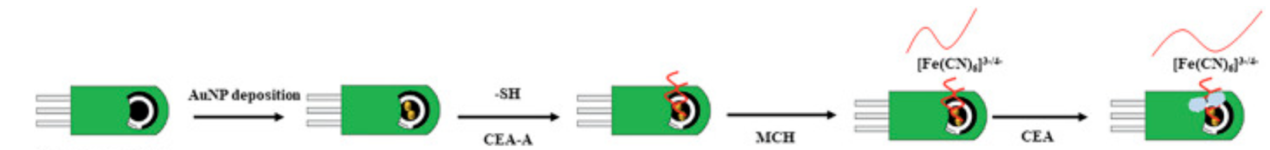 AuNP deposition
-SH
CEA-A
MCH
[Fe(CN)₆]³⁻/⁴⁻
CEA
[Fe(CN)₆]³⁻/⁴⁻